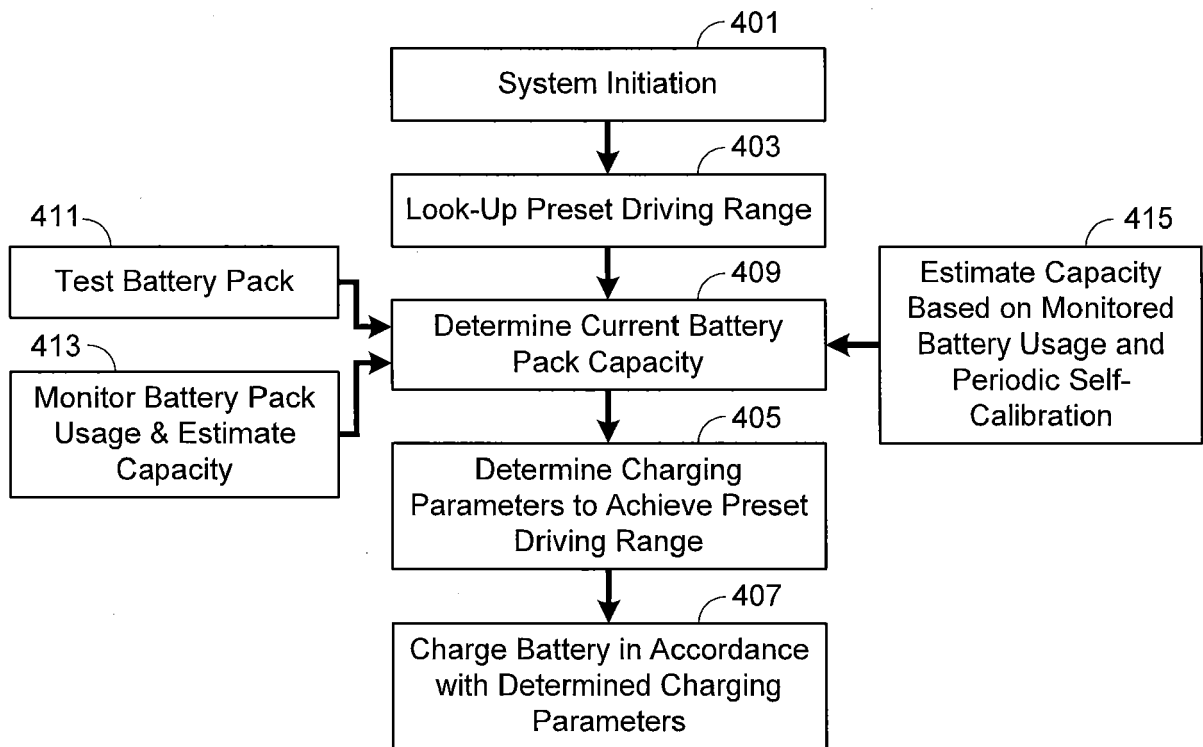 401
System Initiation
403
Look-Up Preset Driving Range
411
Test Battery Pack
409
Determine Current Battery
Pack Capacity
415
Estimate Capacity
Based on Monitored
Battery Usage and
Periodic Self-
Calibration
413
Monitor Battery Pack
Usage & Estimate
Capacity
405
Determine Charging
Parameters to Achieve Preset
Driving Range
407
Charge Battery in Accordance
with Determined Charging
Parameters